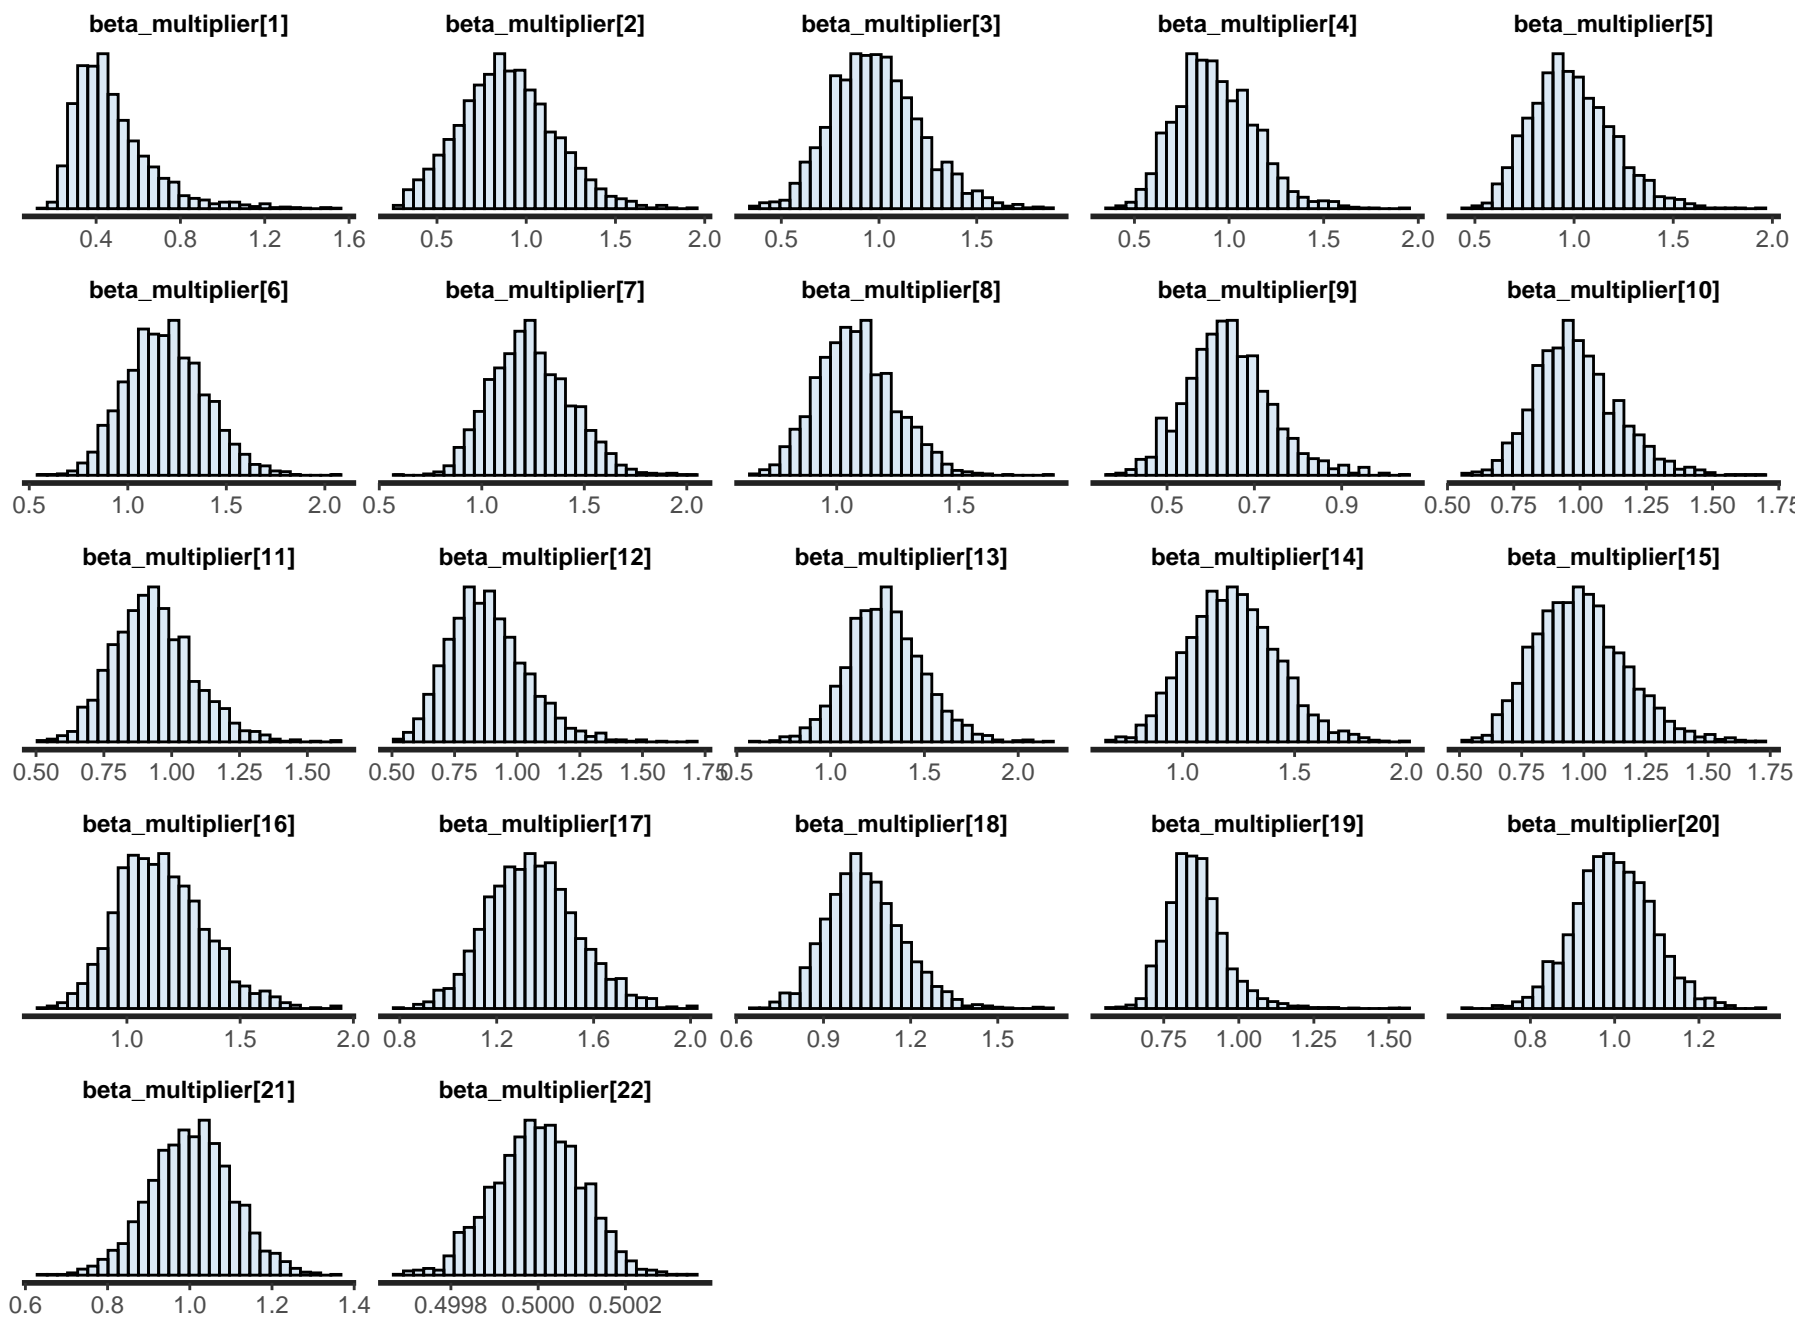 beta_multiplier[1] beta_multiplier[2] beta_multiplier[3] beta_multiplier[4] beta_multiplier[5]
0.4 0.8 1.2 1.6 0.5 1.0 1.5 2.0 0.5 1.0 1.5 0.5 1.0 1.5 2.0 0.5 1.0 1.5 2.0
beta_multiplier[6] beta_multiplier[7] beta_multiplier[8] beta_multiplier[9] beta_multiplier[10]
0.5 1.0 1.5 2.0 0.5 1.0 1.5 2.0 1.0 1.5 0.5 0.7 0.9 0.50 0.75 1.00 1.25 1.50 1.75
beta_multiplier[11] beta_multiplier[12] beta_multiplier[13] beta_multiplier[14] beta_multiplier[15]
0.50 0.75 1.00 1.25 1.50 0.50 0.75 1.00 1.25 1.50 1.75 0.5 1.0 1.5 2.0 1.0 1.5 2.0 0.50 0.75 1.00 1.25 1.50 1.75
beta_multiplier[16] beta_multiplier[17] beta_multiplier[18] beta_multiplier[19] beta_multiplier[20]
1.0 1.5 2.0 0.8 1.2 1.6 2.0 0.6 0.9 1.2 1.5 0.75 1.00 1.25 1.50 0.8 1.0 1.2
beta_multiplier[21] beta_multiplier[22]
0.6 0.8 1.0 1.2 1.4 0.4998 0.5000 0.5002